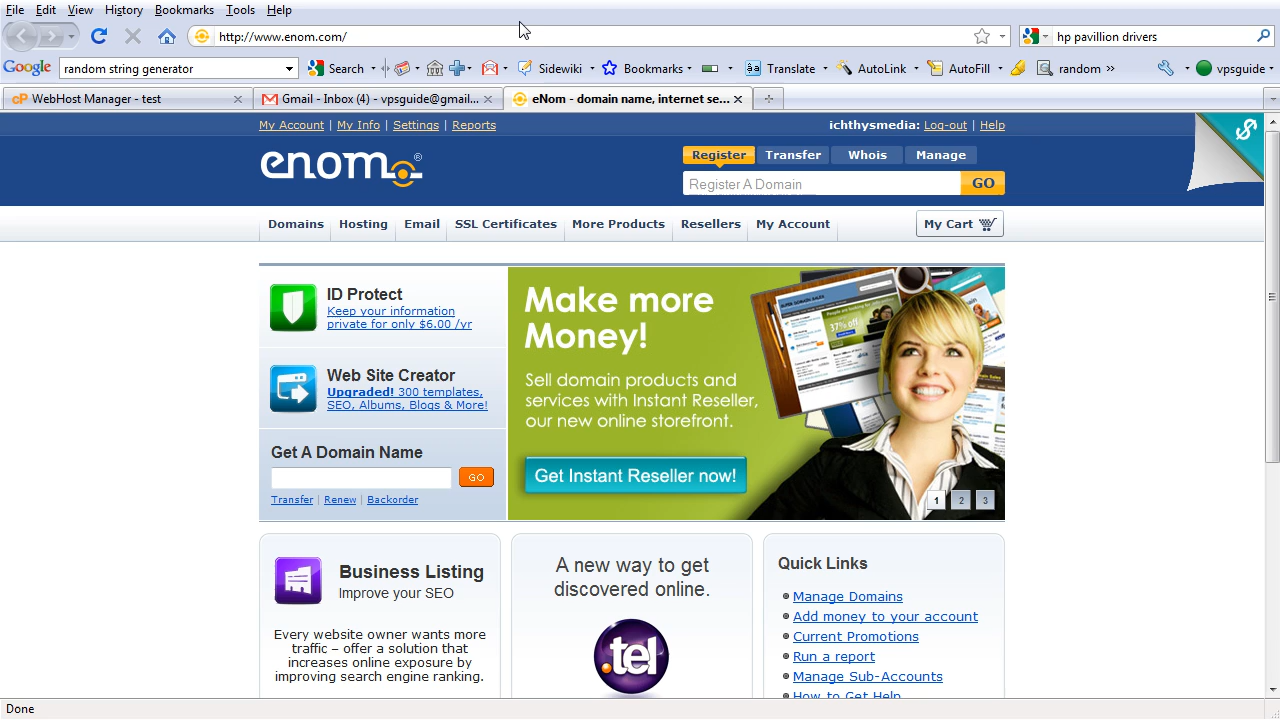 File Edit View History Bookmarks Tools Help
http://www.enom.com/
hp pavillion drivers
Google random string generator Search Sidewiki Bookmarks Translate AutoLink AutoFill random » vpsguide
cP WebHost Manager - test
Gmail - Inbox (4) - vpsguide@gmail...
eNom - domain name, internet se...
My Account | My Info | Settings | Reports
ichthysmedia: Log-out | Help
$
enom®
Register Transfer Whois Manage
Register A Domain GO
Domains Hosting Email SSL Certificates More Products Resellers My Account My Cart
ID Protect
Keep your information
private for only $6.00 /yr
Web Site Creator
Upgraded! 300 templates,
SEO, Albums, Blogs & More!
Get A Domain Name
GO
Transfer | Renew | Backorder
Make more
Money!
Sell domain products and
services with Instant Reseller,
our new online storefront.
Get Instant Reseller now!
37% off
1 2 3
Business Listing
Improve your SEO
Every website owner wants more
traffic – offer a solution that
increases online exposure by
improving search engine ranking.
A new way to get
discovered online.
.tel
Quick Links
Manage Domains
Add money to your account
Current Promotions
Run a report
Manage Sub-Accounts
How to Get Help
Done